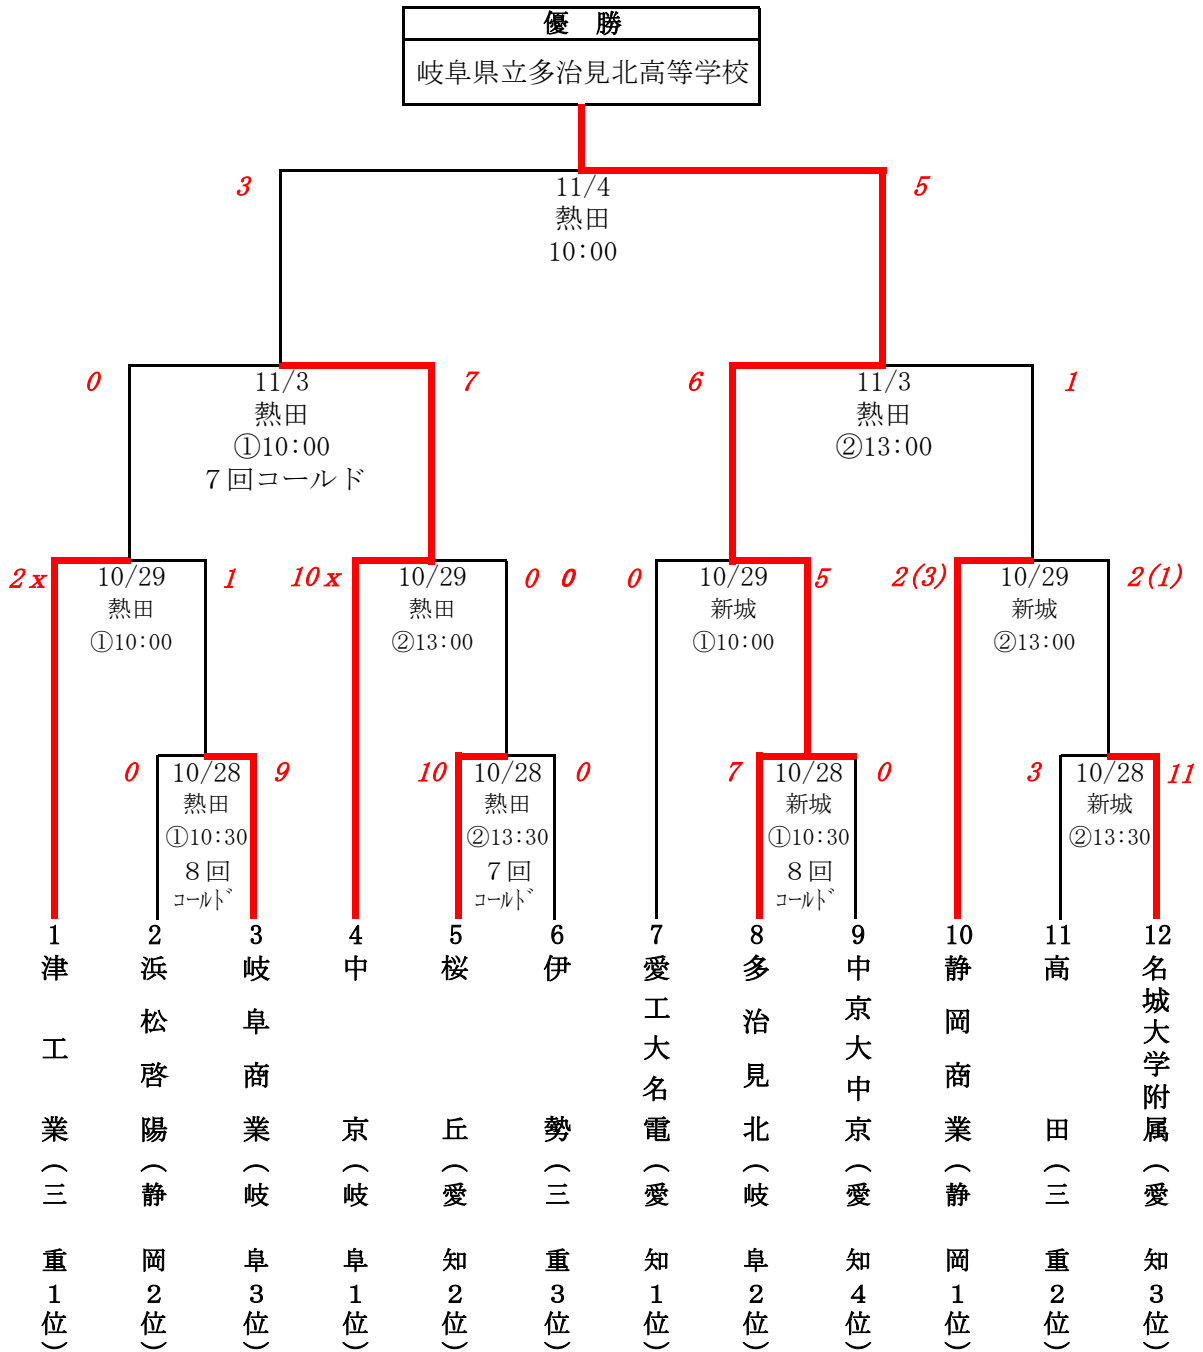 優　勝
岐阜県立多治見北高等学校
3
11/4
5
熱田
10:00
0
11/3
7
6
11/3
1
熱田
熱田
①10:00
②13:00
７回コールド
2x
10/29
1
10x
10/29
0
0
0
10/29
5
2(3)
10/29
2(1)
熱田
熱田
新城
新城
①10:00
②13:00
①10:00
②13:00
0
10/28
9
10
10/28
0
7
10/28
0
3
10/28
11
熱田
熱田
新城
新城
①10:30
②13:30
①10:30
②13:30
８回
７回
８回
ｺｰﾙﾄﾞ
ｺｰﾙﾄﾞ
ｺｰﾙﾄﾞ
1
津工業（三重１位）
2
浜松啓陽（静岡２位）
3
岐阜商業（岐阜３位）
4
中京（岐阜１位）
5
桜丘（愛知２位）
6
伊勢（三重３位）
7
愛工大名電（愛知１位）
8
多治見北（岐阜２位）
9
中京大中京（愛知４位）
10
静岡商業（静岡１位）
11
高田（三重２位）
12
名城大学附属（愛知３位）